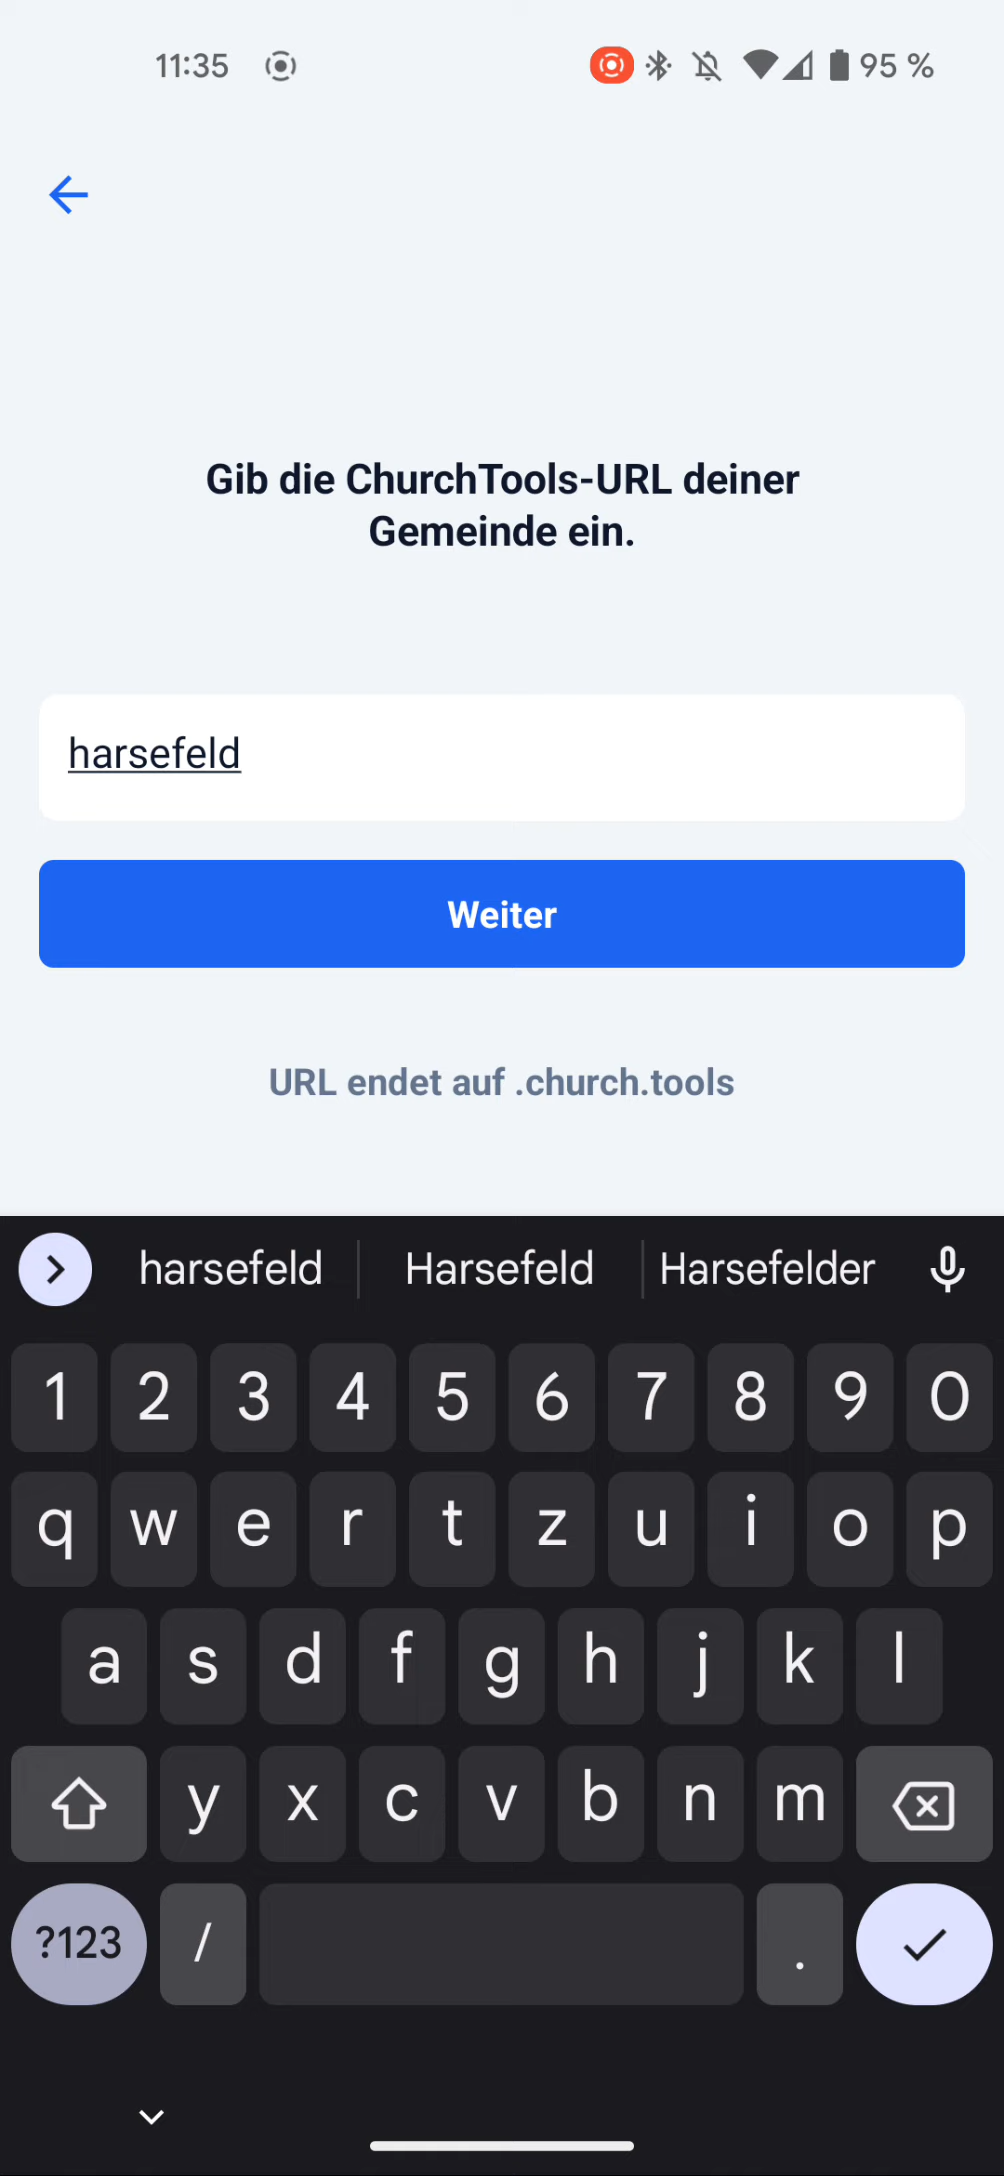 11:35 95 %
Gib die ChurchTools-URL deiner
Gemeinde ein.
harsefeld
Weiter
URL endet auf .church.tools
harsefeld Harsefeld Harsefelder
1 2 3 4 5 6 7 8 9 0
q w e r t z u i o p
a s d f g h j k l
y x c v b n m
?123 / .